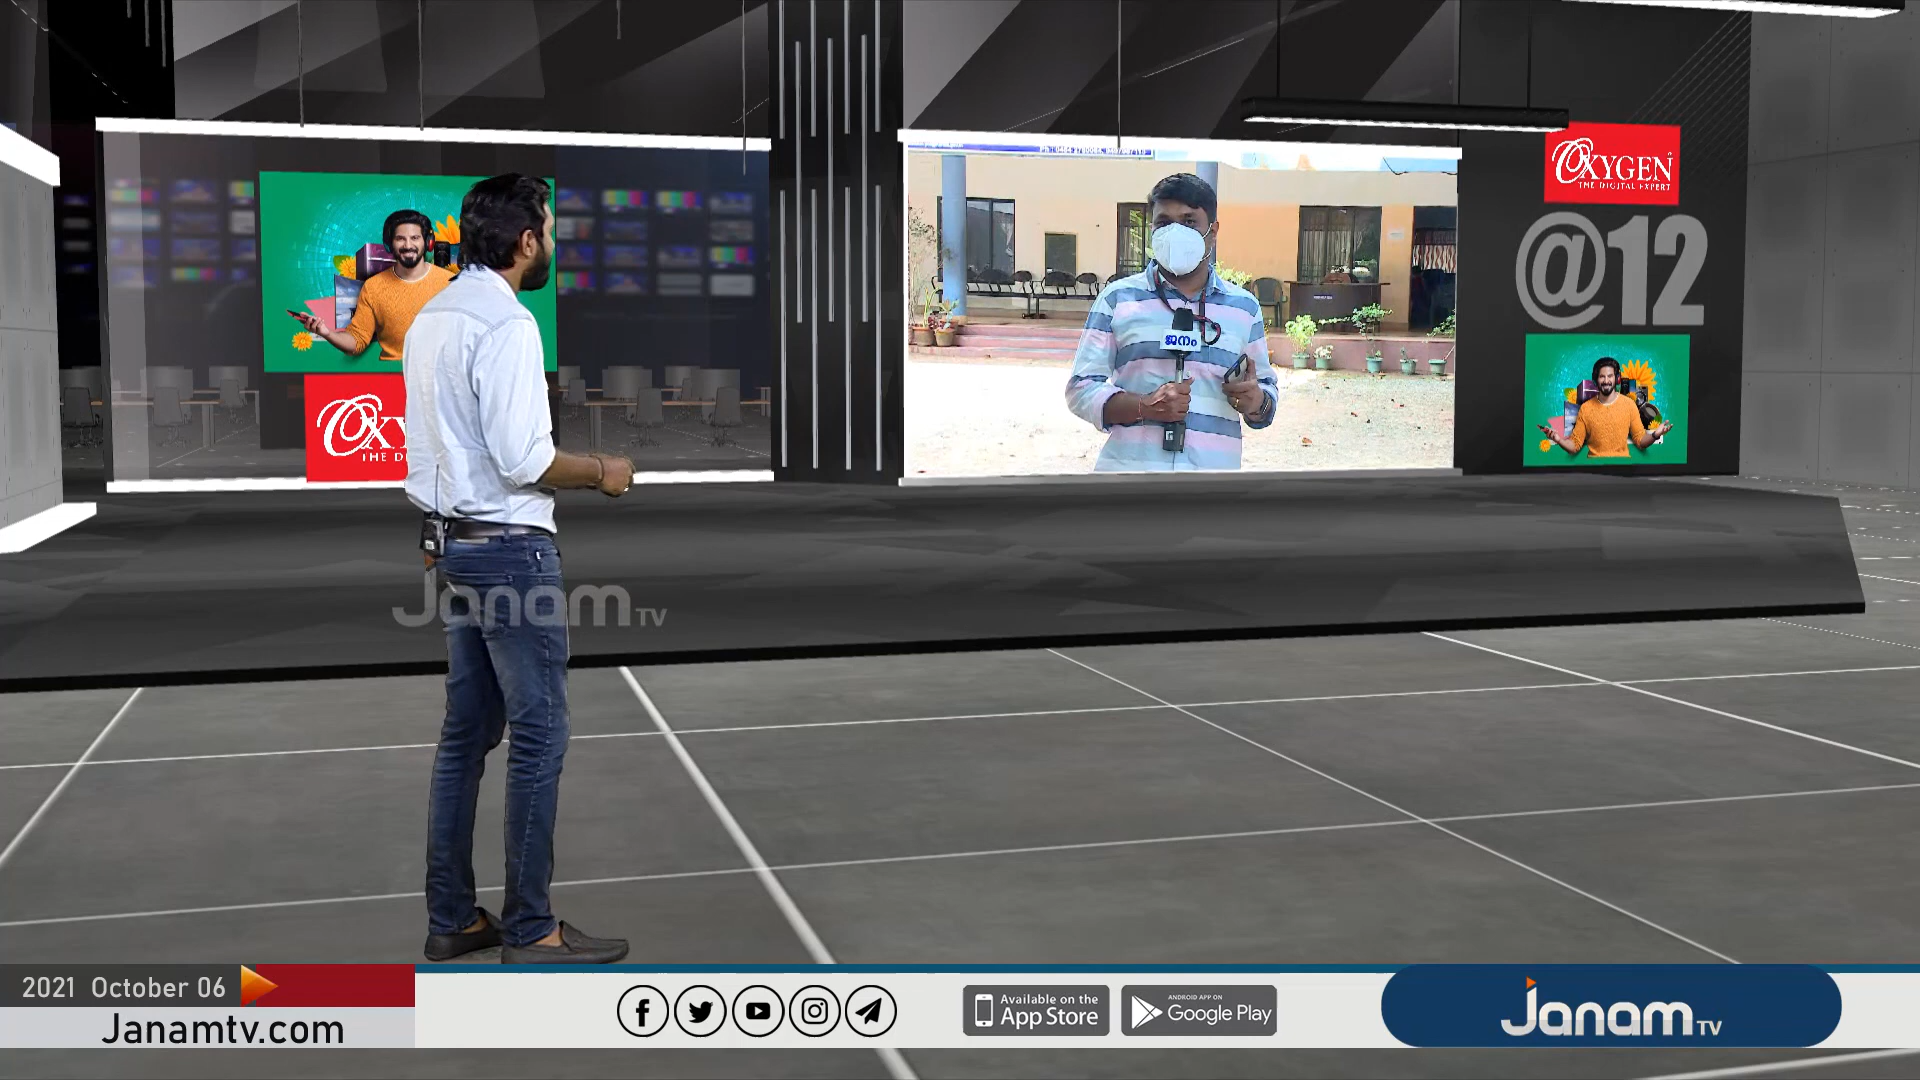 OXYGEN
THE DIGITAL EXPERT
@12
ജനം
Janam TV
2021 October 06
Janamtv.com
Available on the
App Store
ANDROID APP ON
Google Play
Janam TV